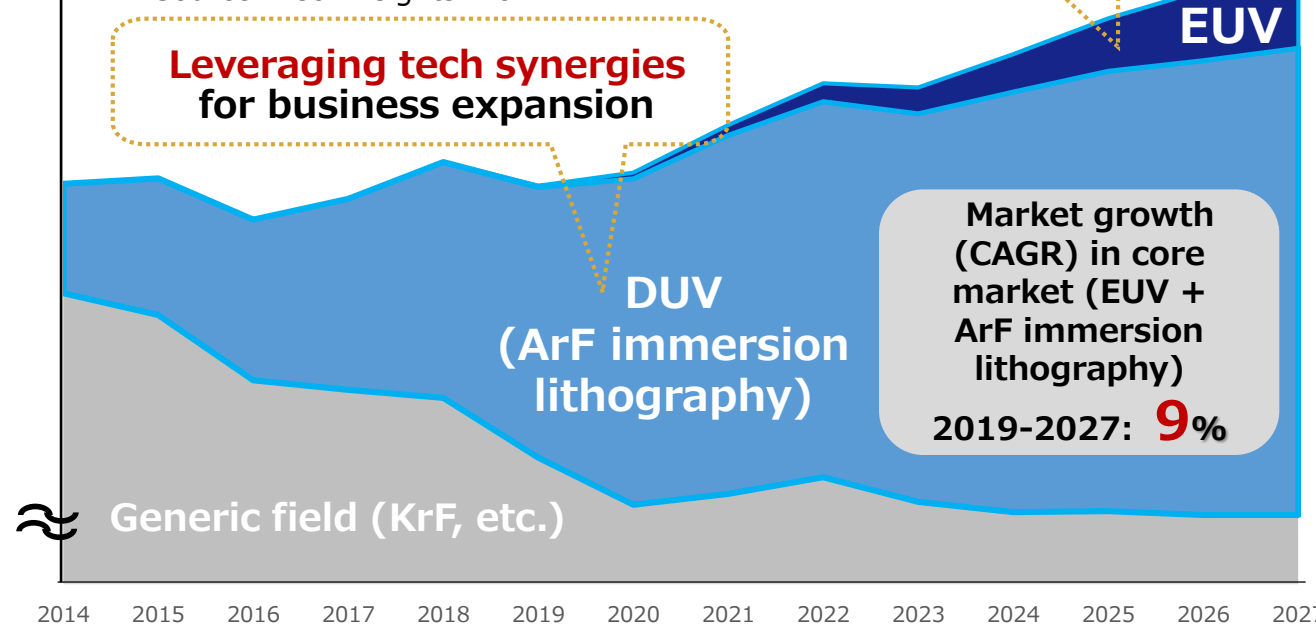 Leveraging tech synergies
for business expansion
EUV
Market growth
(CAGR) in core
market (EUV +
ArF immersion
lithography)
2019-2027: 9%
DUV
(ArF immersion
lithography)
Generic field (KrF, etc.)
2014 2015 2016 2017 2018 2019 2020 2021 2022 2023 2024 2025 2026